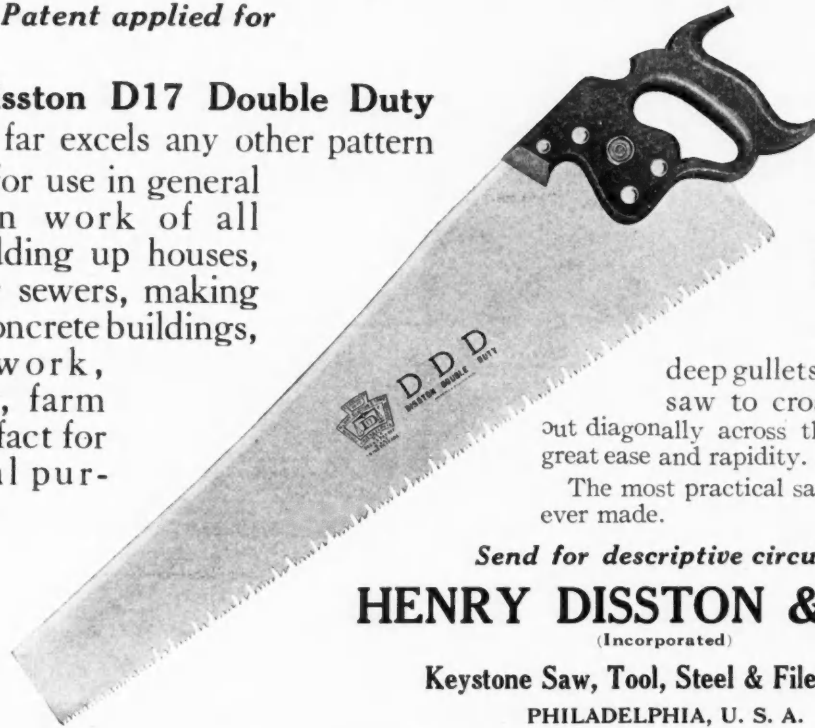 Patent applied for
sston D17 Double Duty
far excels any other pattern
for use in general
n work of all
lding up houses,
sewers, making
oncrete buildings,
work,
, farm
fact for
l pur-
D D D
DISSTON DOUBLE DUTY
deep gullets
saw to cros
out diagonally across th
great ease and rapidity.
The most practical sa
ever made.
Send for descriptive circu
HENRY DISSTON &
(Incorporated)
Keystone Saw, Tool, Steel & File
PHILADELPHIA, U. S. A.